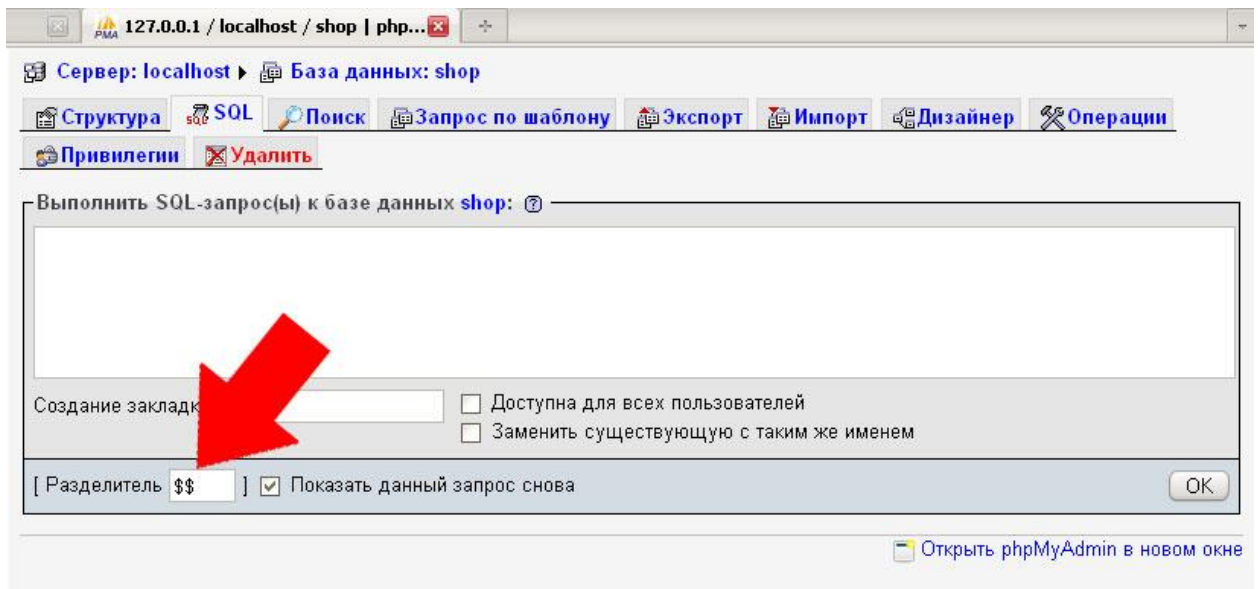 127.0.0.1 / localhost / shop | php...
Сервер: localhost База данных: shop
Структура SQL Поиск Запрос по шаблону Экспорт Импорт Дизайнер Операции
Привилегии Удалить
Выполнить SQL-запрос(ы) к базе данных shop:
Создание закладк Доступна для всех пользователей
Заменить существующую с таким же именем
[ Разделитель $$ ] Показать данный запрос снова OK
Открыть phpMyAdmin в новом окне